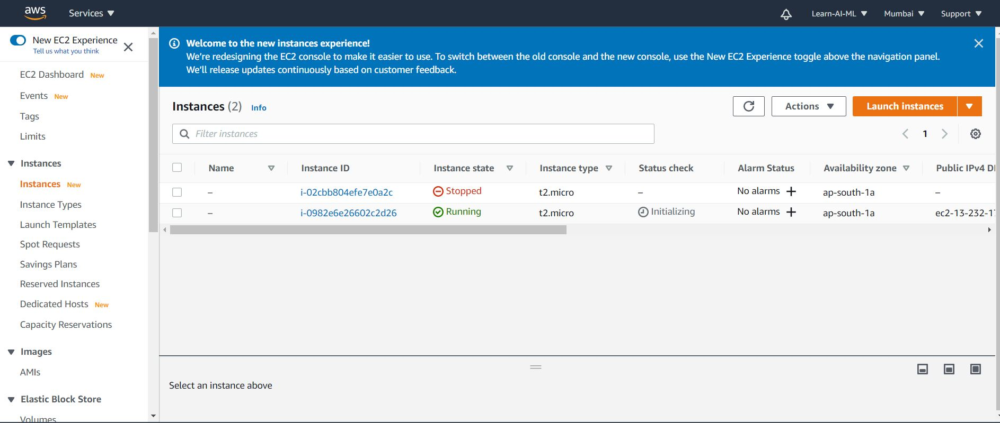 aws
Services
Learn-AI-ML
Mumbai
Support
New EC2 Experience
Tell us what you think
EC2 Dashboard New
Events New
Tags
Limits
Instances
Instances New
Instance Types
Launch Templates
Spot Requests
Savings Plans
Reserved Instances
Dedicated Hosts New
Capacity Reservations
Images
AMIs
Elastic Block Store
Volumes
Welcome to the new instances experience!
We're redesigning the EC2 console to make it easier to use. To switch between the old console and the new console, use the New EC2 Experience toggle above the navigation panel.
We'll release updates continuously based on customer feedback.
Instances (2) Info
Actions
Launch instances
Filter instances
1
Name Instance ID Instance state Instance type Status check Alarm Status Availability zone Public IPv4
– i-02cbb804efe7e0a2c Stopped t2.micro – No alarms + ap-south-1a –
– i-0982e6e26602c2d26 Running t2.micro Initializing No alarms + ap-south-1a ec2-13-232-1
Select an instance above